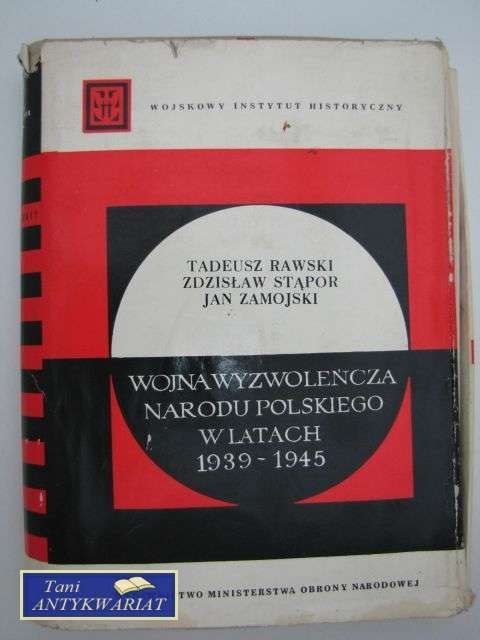 WOJSKOWY INSTYTUT HISTORYCZNY
TADEUSZ RAWSKI
ZDZISŁAW STĄPOR
JAN ZAMOJSKI
WOJNA WYZWOLEŃCZA
NARODU POLSKIEGO
W LATACH
1939-1945
TWO MINISTERSTWA OBRONY NARODOWEJ
Tani
ANTYKWARIAT